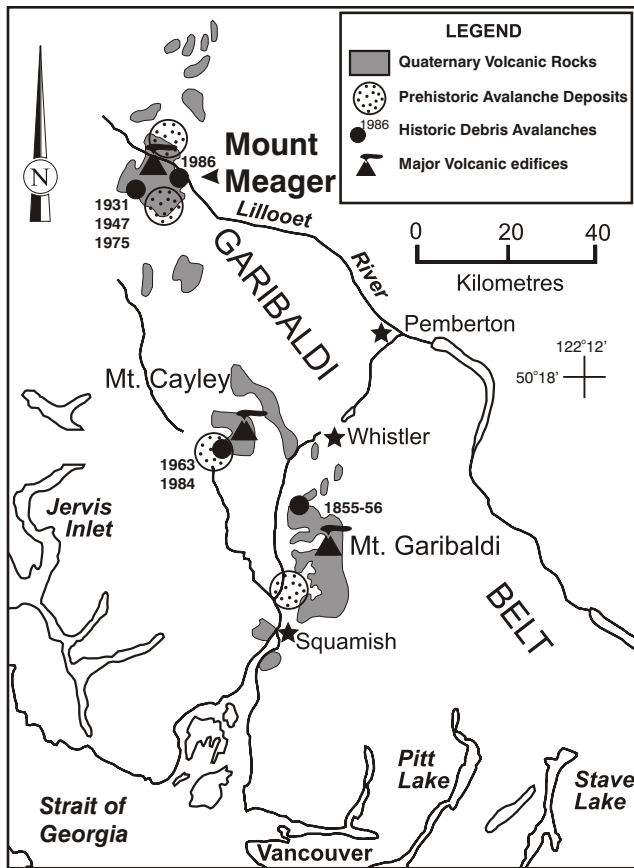 LEGEND
Quaternary Volcanic Rocks
Prehistoric Avalanche Deposits
1986
Historic Debris Avalanches
Major Volcanic edifices
N
1986
Mount
Meager
1931
1947
1975
Lillooet
River
0 20 40
Kilometres
GARIBALDI
Pemberton
122°12'
50°18'
Mt. Cayley
Whistler
1963
1984
Jervis
Inlet
1855-56
Mt. Garibaldi
BELT
Squamish
Pitt
Lake
Stave
Lake
Strait of
Georgia
Vancouver